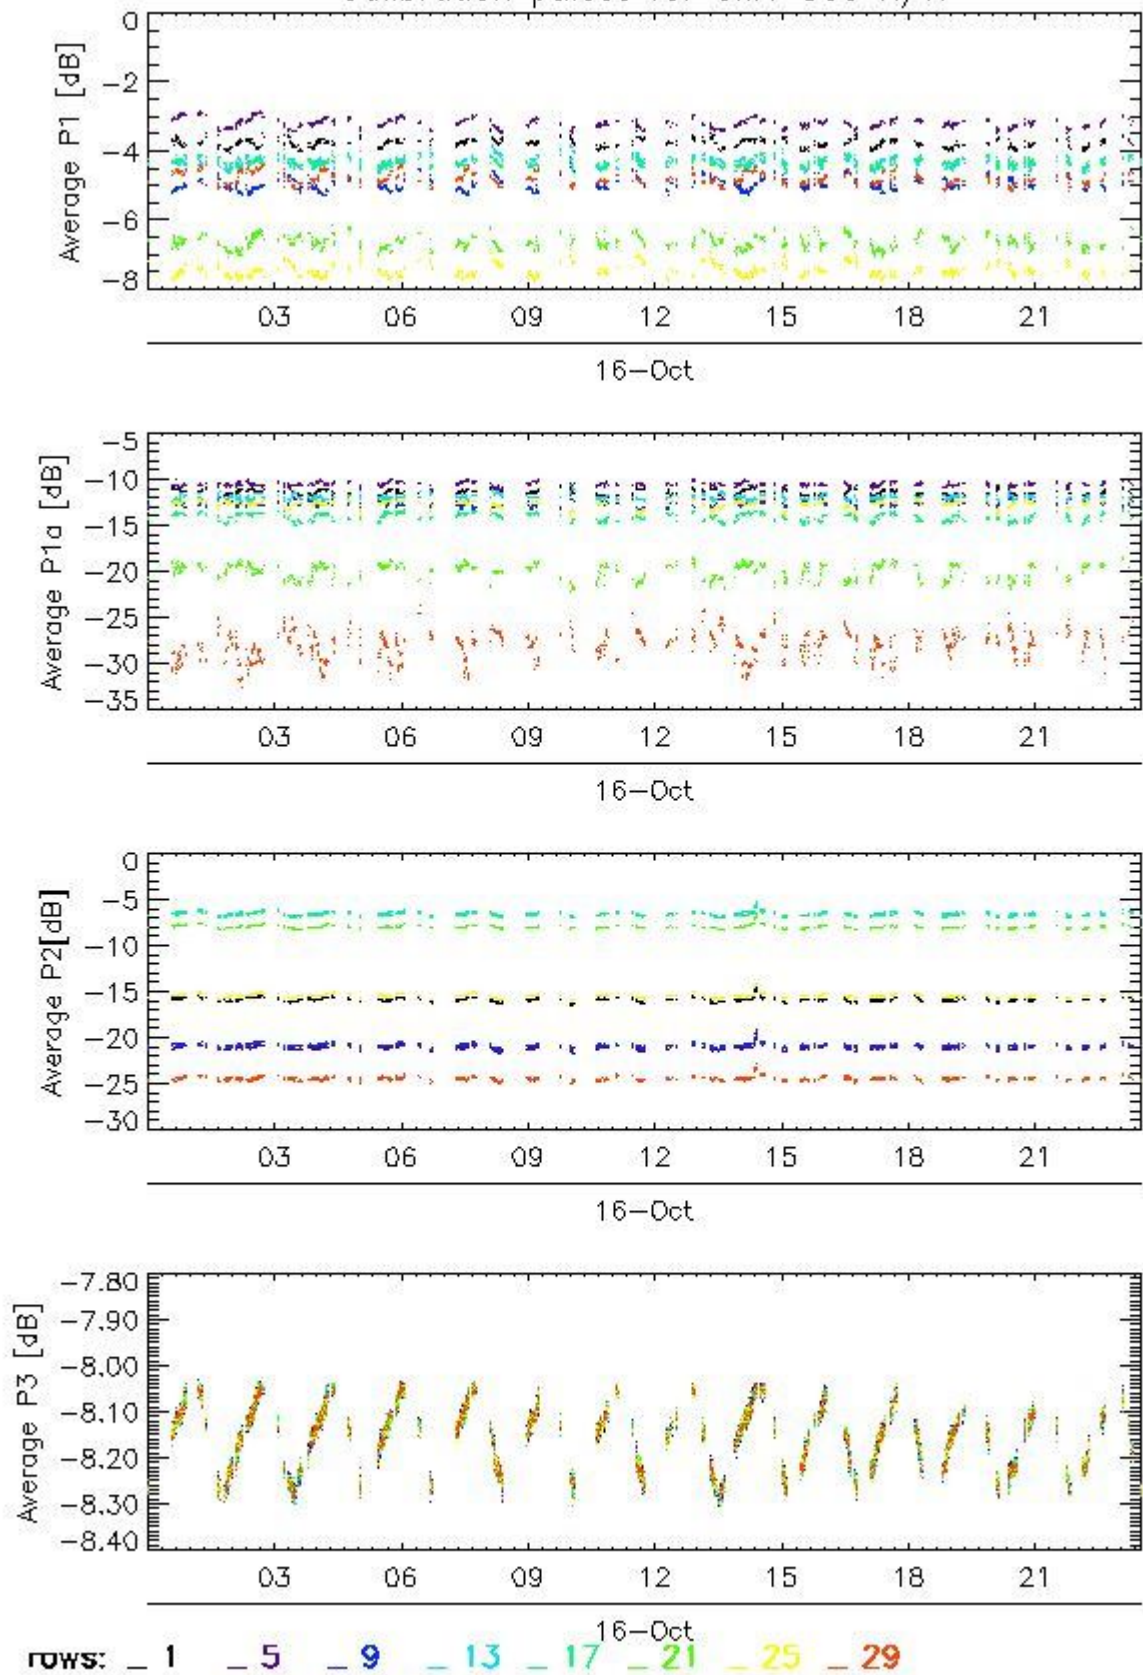 Average P1 [dB]
0
−2
−4
−6
−8
03 06 09 12 15 18 21
16−Oct
Average P1a [dB]
−5
−10
−15
−20
−25
−30
−35
03 06 09 12 15 18 21
16−Oct
Average P2[dB]
0
−5
−10
−15
−20
−25
−30
03 06 09 12 15 18 21
16−Oct
Average P3 [dB]
−7.80
−7.90
−8.00
−8.10
−8.20
−8.30
−8.40
03 06 09 12 15 18 21
16−Oct
rows: _ 1 _ 5 _ 9 _ 13 _ 17 _ 21 _ 25 _ 29